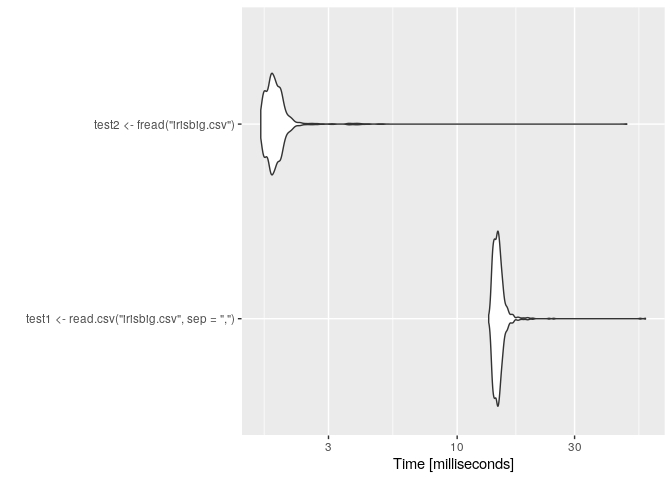 test2 <- fread("irisbig.csv")
test1 <- read.csv("irisbig.csv", sep = ",")
3 10 30
Time [milliseconds]